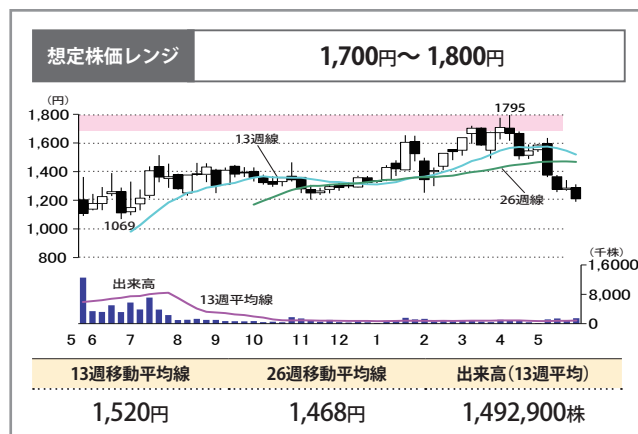 想定株価レンジ 1,700円～1,800円
(円)
1,800
1,600
1,400
1,200
1,000
800
1795
13週線
26週線
1069
(千株)
1,6000
8,000
0
出来高
13週平均線
5 6 7 8 9 10 11 12 1 2 3 4 5
13週移動平均線 26週移動平均線 出来高(13週平均)
1,520円 1,468円 1,492,900株